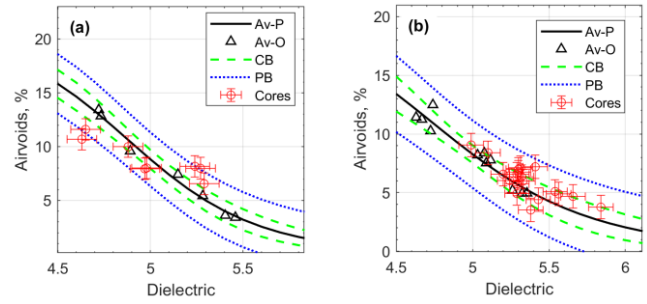 (a)
Av-P
Av-O
CB
PB
Cores
20
15
10
5
Airvoids, %
4.5
5
5.5
Dielectric
(b)
Av-P
Av-O
CB
PB
Cores
20
15
10
5
0
Airvoids, %
4.5
5
5.5
6
Dielectric